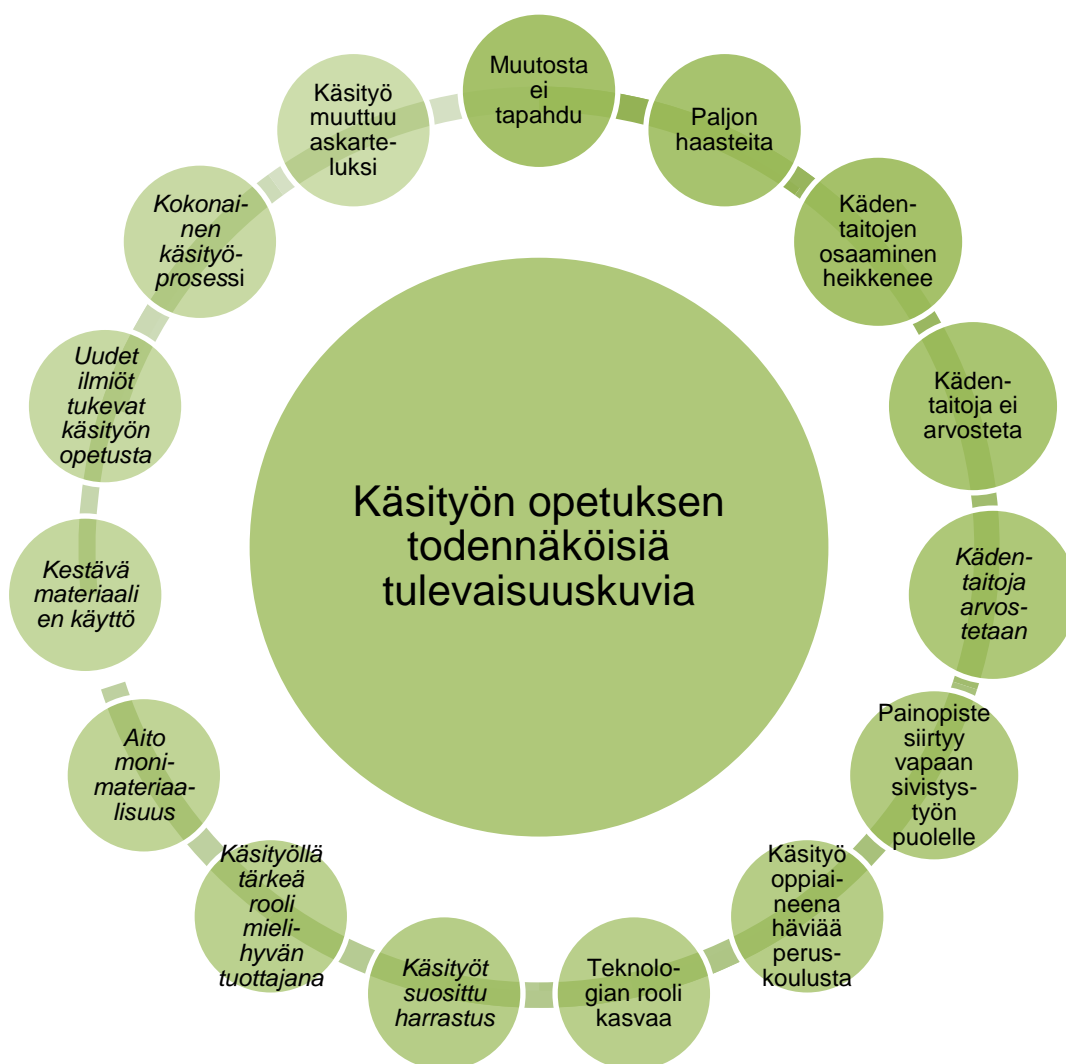 Muutosta
ei
tapahdu
Paljon
haasteita
Käden-
taitojen
osaaminen
heikkenee
Käden-
taitoja ei
arvosteta
Käden-
taitoja
arvos-
tetaan
Painopiste
siirtyy
vapaan
sivistys-
työn
puolelle
Käsityö
oppiai-
neena
häviää
perus-
koulusta
Teknolo-
gian rooli
kasvaa
Käsityöt
suosittu
harrastus
Käsityöllä
tärkeä
rooli
mieli-
hyvän
tuottajana
Aito
moni-
materiaa-
lisuus
Kestävä
materiaali
en käyttö
Uudet
ilmiöt
tukevat
käsityön
opetusta
Kokonai-
nen
käsityö-
prosessi
Käsityö
muuttuu
askarte-
luksi
Käsityön opetuksen
todennäköisiä
tulevaisuuskuvia